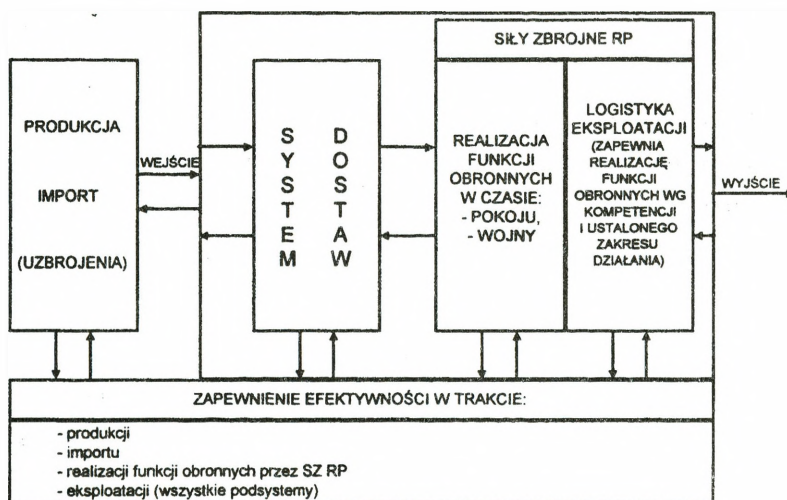 SIŁY ZBROJNE RP
PRODUKCJA
IMPORT
(UZBROJENIA)
WEJŚCIE
SYSTEM
DOSTAW
REALIZACJA
FUNKCJI
OBRONNYCH
W CZASIE:
- POKOJU,
- WOJNY
LOGISTYKA
EKSPLOATACJI
(ZAPEWNIA
REALIZACJĘ
FUNKCJI
OBRONNYCH WG
KOMPETENCJI
I USTALONEGO
ZAKRESU
DZIAŁANIA)
WYJŚCIE
ZAPEWNIENIE EFEKTYWNOŚCI W TRAKCIE:
- produkcji
- importu
- realizacji funkcji obronnych przez SZ RP
- eksploatacji (wszystkie podsystemy)